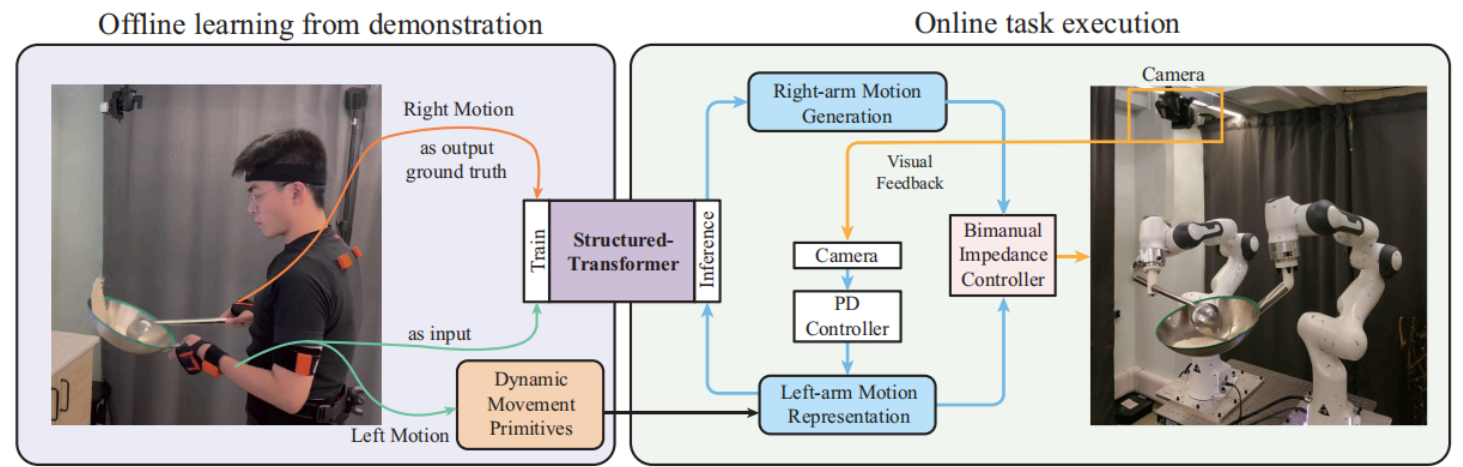 Offline learning from demonstration
Online task execution
Right Motion
as output
ground truth
as input
Left Motion
Train
Structured-
Transformer
Inference
Dynamic
Movement
Primitives
Right-arm Motion
Generation
Visual
Feedback
Camera
PD
Controller
Left-arm Motion
Representation
Bimanual
Impedance
Controller
Camera